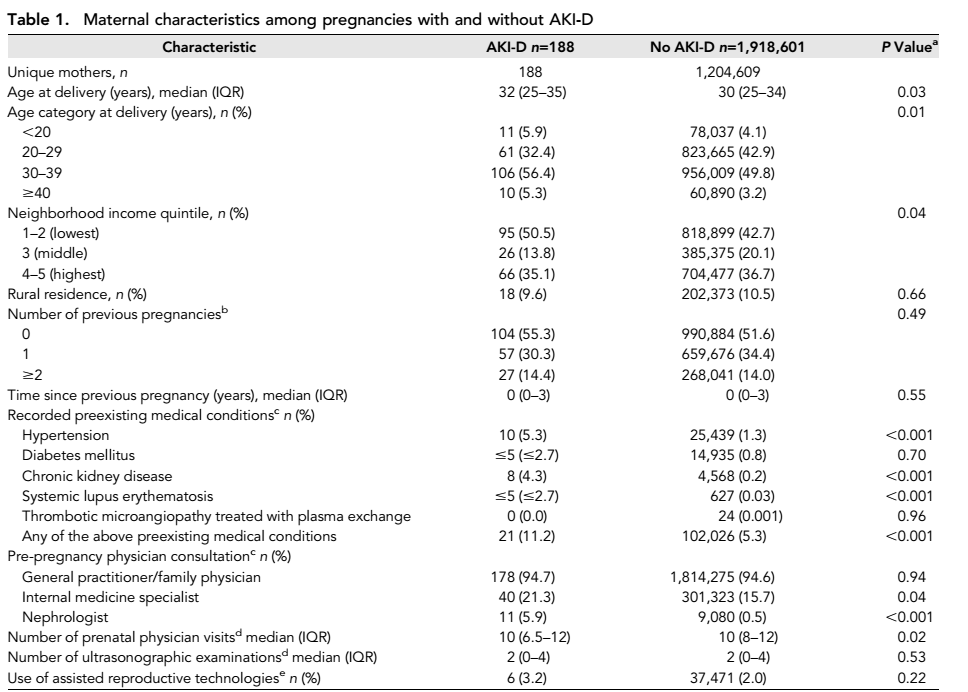 Table 1. Maternal characteristics among pregnancies with and without AKI-D
Characteristic AKI-D n=188 No AKI-D n=1,918,601 P Valueᵃ
Unique mothers, n 188 1,204,609
Age at delivery (years), median (IQR) 32 (25–35) 30 (25–34) 0.03
Age category at delivery (years), n (%) 0.01
<20 11 (5.9) 78,037 (4.1)
20–29 61 (32.4) 823,665 (42.9)
30–39 106 (56.4) 956,009 (49.8)
≥40 10 (5.3) 60,890 (3.2)
Neighborhood income quintile, n (%) 0.04
1–2 (lowest) 95 (50.5) 818,899 (42.7)
3 (middle) 26 (13.8) 385,375 (20.1)
4–5 (highest) 66 (35.1) 704,477 (36.7)
Rural residence, n (%) 18 (9.6) 202,373 (10.5) 0.66
Number of previous pregnanciesᵇ 0.49
0 104 (55.3) 990,884 (51.6)
1 57 (30.3) 659,676 (34.4)
≥2 27 (14.4) 268,041 (14.0)
Time since previous pregnancy (years), median (IQR) 0 (0–3) 0 (0–3) 0.55
Recorded preexisting medical conditionsᶜ n (%)
Hypertension 10 (5.3) 25,439 (1.3) <0.001
Diabetes mellitus ≤5 (≤2.7) 14,935 (0.8) 0.70
Chronic kidney disease 8 (4.3) 4,568 (0.2) <0.001
Systemic lupus erythematosis ≤5 (≤2.7) 627 (0.03) <0.001
Thrombotic microangiopathy treated with plasma exchange 0 (0.0) 24 (0.001) 0.96
Any of the above preexisting medical conditions 21 (11.2) 102,026 (5.3) <0.001
Pre-pregnancy physician consultationᶜ n (%)
General practitioner/family physician 178 (94.7) 1,814,275 (94.6) 0.94
Internal medicine specialist 40 (21.3) 301,323 (15.7) 0.04
Nephrologist 11 (5.9) 9,080 (0.5) <0.001
Number of prenatal physician visitsᵈ median (IQR) 10 (6.5–12) 10 (8–12) 0.02
Number of ultrasonographic examinationsᵈ median (IQR) 2 (0–4) 2 (0–4) 0.53
Use of assisted reproductive technologiesᵉ n (%) 6 (3.2) 37,471 (2.0) 0.22